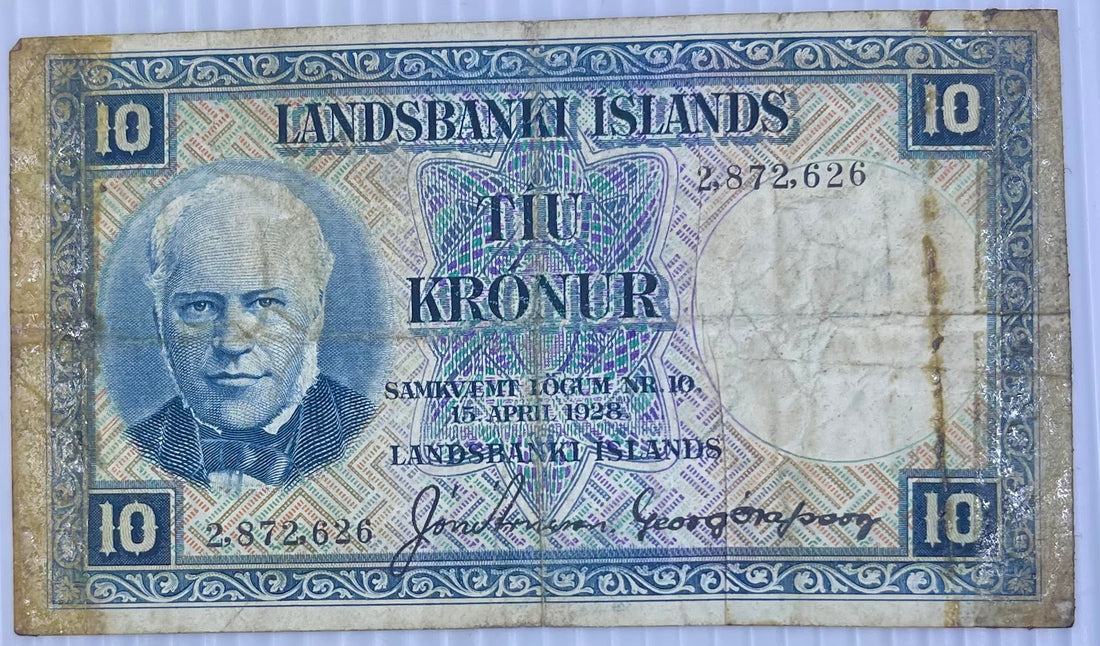 10 10
LANDSBANKI ÍSLANDS
2,872,626
TÍU
KRÓNUR
SAMKVÆMT LÖGUM NR. 10.
15. APRÍL 1928.
LANDSBANKI ÍSLANDS
2,872,626
10 10